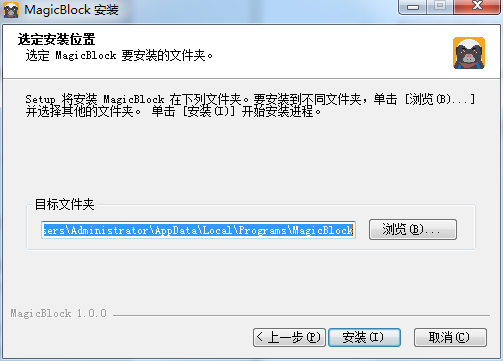 MagicBlock 安装
选定安装位置
选定 MagicBlock 要安装的文件夹。
Setup 将安装 MagicBlock 在下列文件夹。要安装到不同文件夹，单击 [浏览(B)...]
并选择其他的文件夹。 单击 [安装(I)] 开始安装进程。
目标文件夹
sers\Administrator\AppData\Local\Programs\MagicBlock
浏览(B)...
MagicBlock 1.0.0
< 上一步(P)
安装(I)
取消(C)